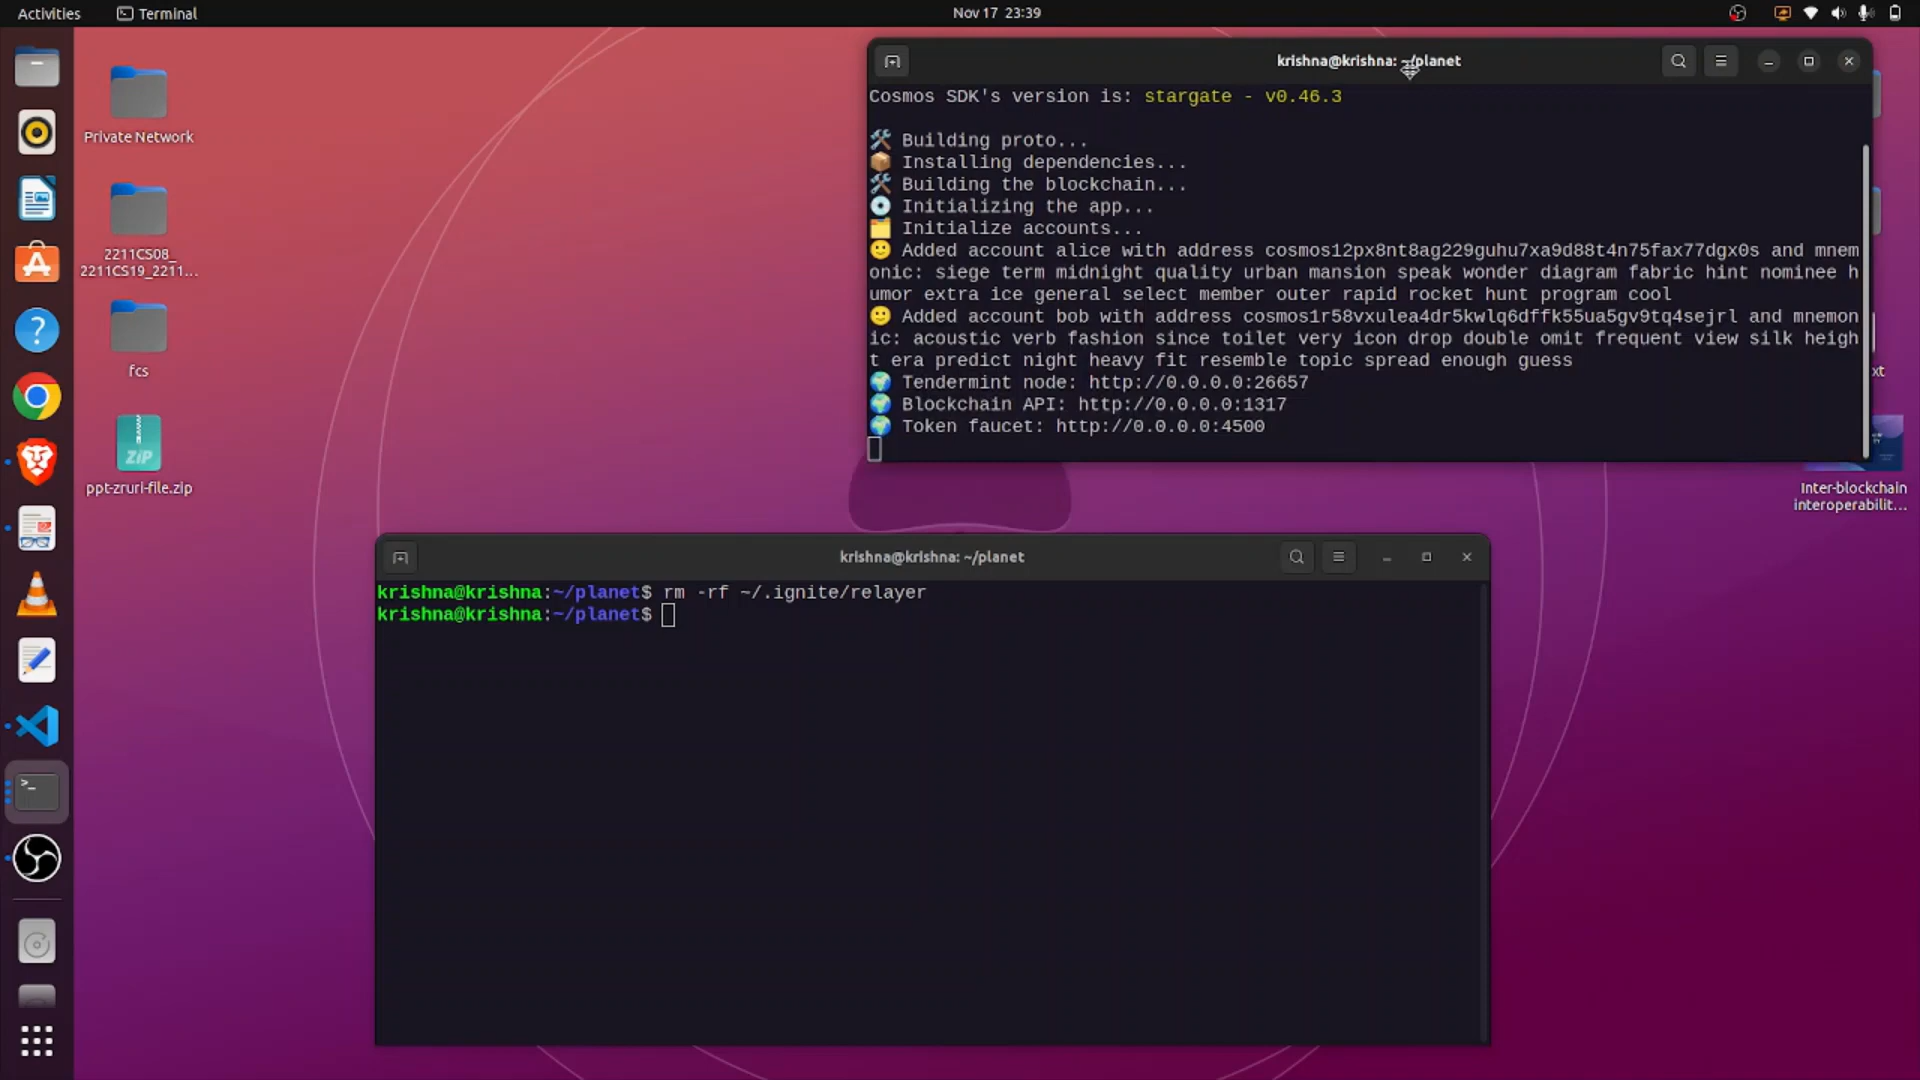 Activities
Terminal
Nov 17 23:39
krishna@krishna: ~/planet
Cosmos SDK's version is: stargate - v0.46.3
Building proto...
Installing dependencies...
Building the blockchain...
Initializing the app...
Initialize accounts...
Added account alice with address cosmos12px8nt8ag229guhu7xa9d88t4n75fax77dgx0s and mnem
onic: siege term midnight quality urban mansion speak wonder diagram fabric hint nominee h
umor extra ice general select member outer rapid rocket hunt program cool
Added account bob with address cosmos1r58vxulea4dr5kwlq6dffk55ua5gv9tq4sejrl and mnemon
ic: acoustic verb fashion since toilet very icon drop double omit frequent view silk heigh
t era predict night heavy fit resemble topic spread enough guess
Tendermint node: http://0.0.0.0:26657
Blockchain API: http://0.0.0.0:1317
Token faucet: http://0.0.0.0:4500
Private Network
2211CS08_
2211CS19_2211...
fcs
ZIP
ppt-zruri-file.zip
xt
Inter-blockchain
interoperabilit...
krishna@krishna: ~/planet
krishna@krishna:~/planet$ rm -rf ~/.ignite/relayer
krishna@krishna:~/planet$